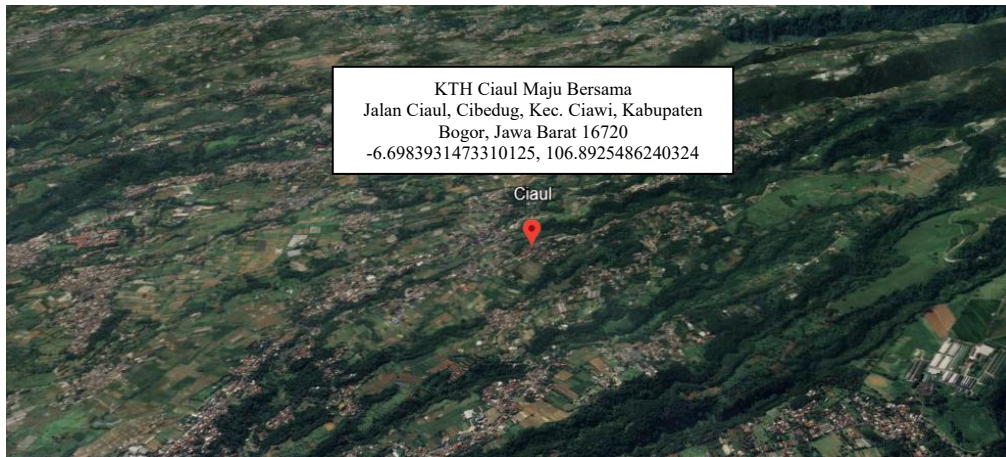 KTH Ciaul Maju Bersama
Jalan Ciaul, Cibedug, Kec. Ciawi, Kabupaten
Bogor, Jawa Barat 16720
-6.6983931473310125, 106.8925486240324
Ciaul